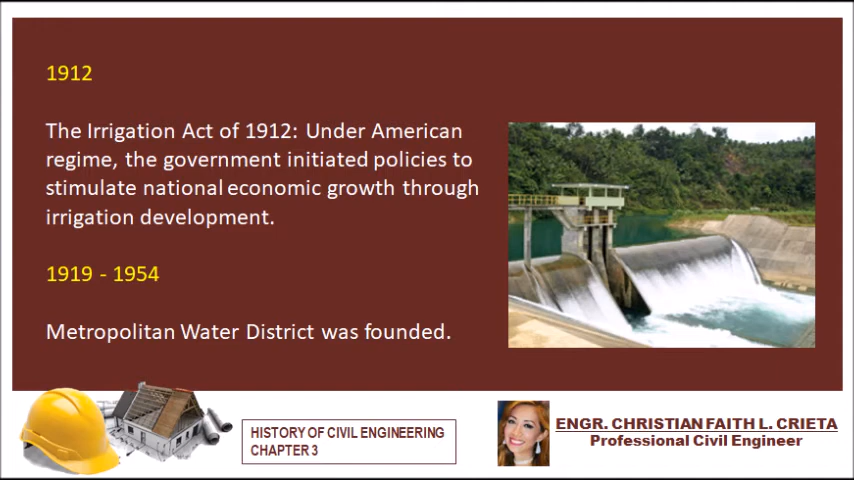 1912
The Irrigation Act of 1912: Under American
regime, the government initiated policies to
stimulate national economic growth through
irrigation development.
1919 - 1954
Metropolitan Water District was founded.
HISTORY OF CIVIL ENGINEERING
CHAPTER 3
ENGR. CHRISTIAN FAITH L. CRIETA
Professional Civil Engineer